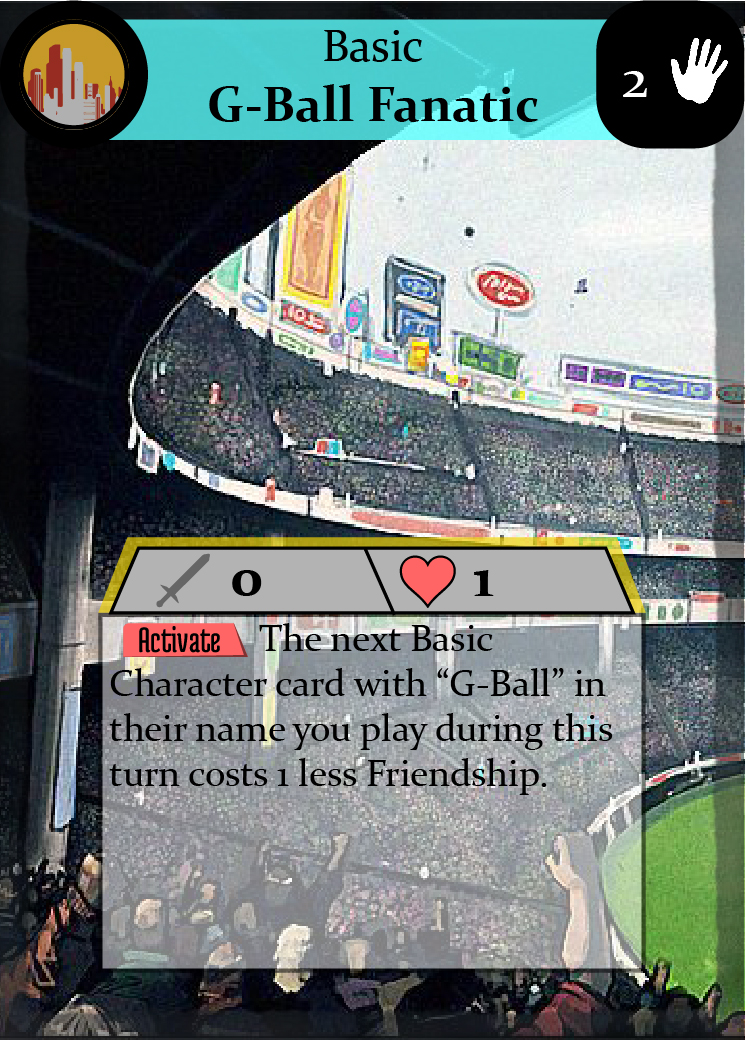 Basic
G-Ball Fanatic
2
0
1
Activate The next Basic
Character card with “G-Ball” in
their name you play during this
turn costs 1 less Friendship.